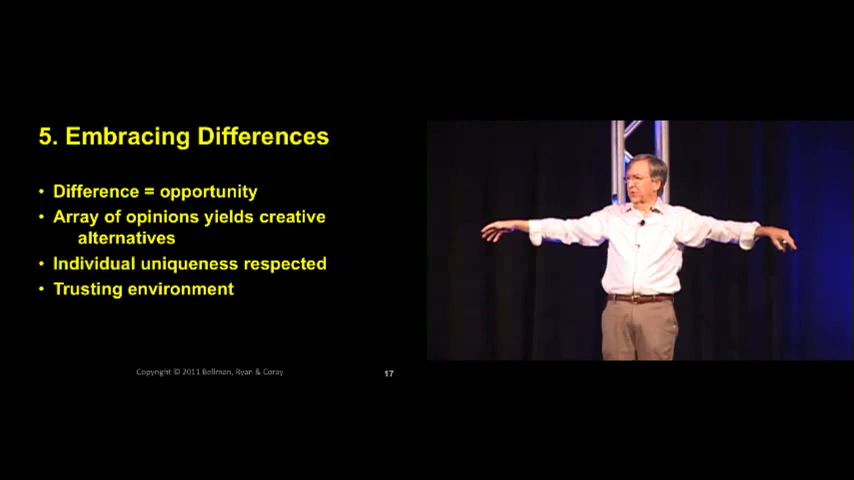 5. Embracing Differences
• Difference = opportunity
• Array of opinions yields creative
alternatives
• Individual uniqueness respected
• Trusting environment
Copyright © 2011 Bellman, Ryan & Coray
17